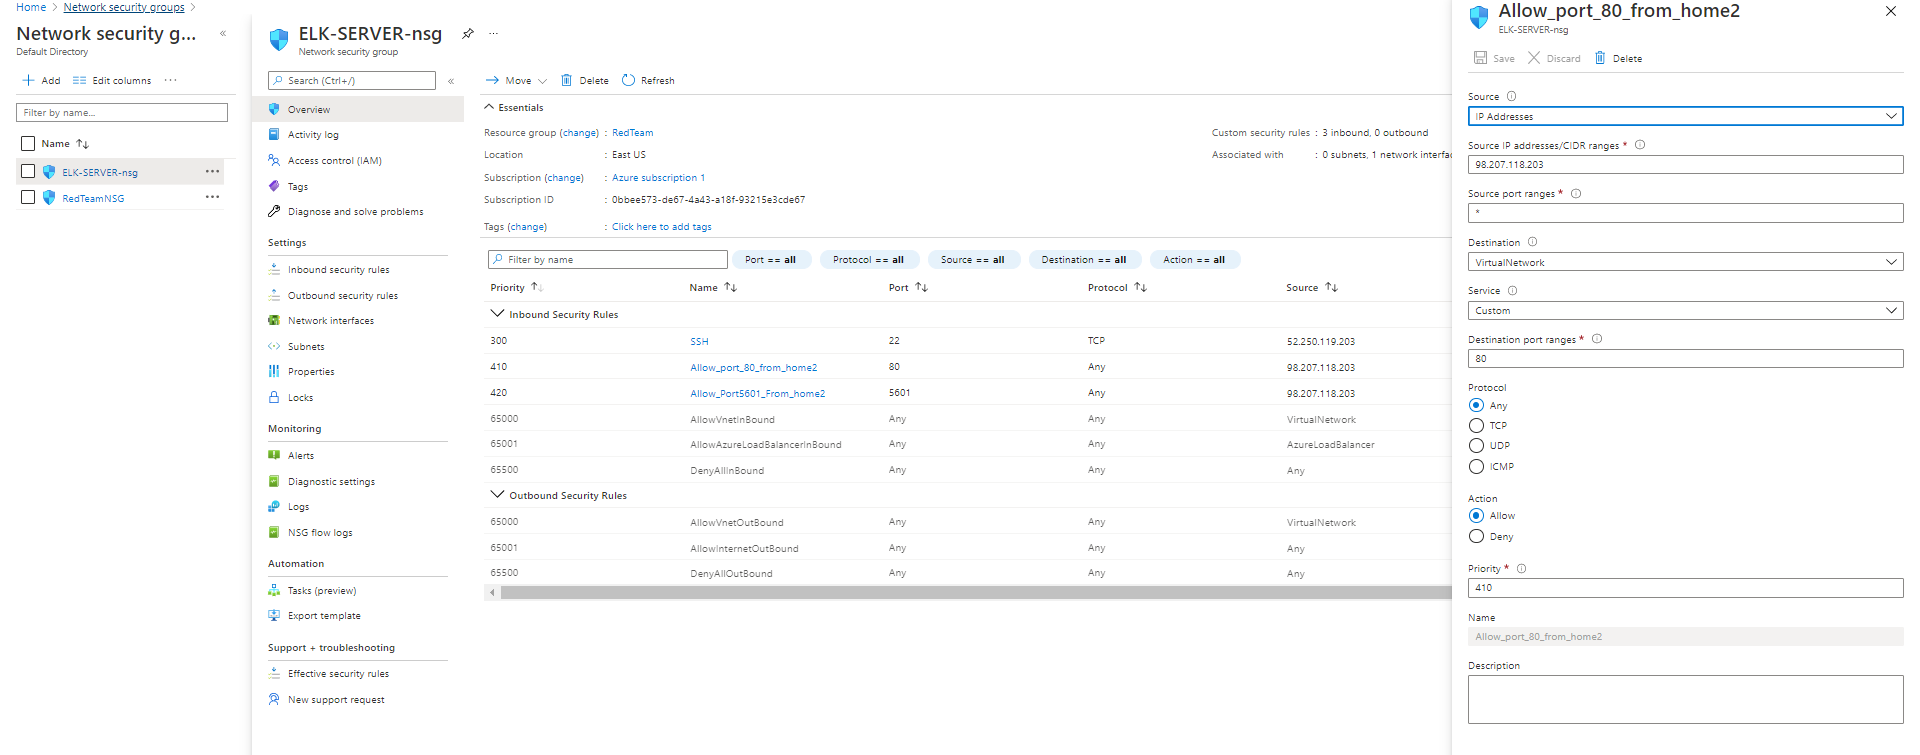 Home > Network security groups >
Network security g... «
Default Directory
Add Edit columns ...
Filter by name...
Name ↑↓
ELK-SERVER-nsg ...
RedTeamNSG ...
ELK-SERVER-nsg ...
Network security group
Search (Ctrl+/) «
Overview
Activity log
Access control (IAM)
Tags
Diagnose and solve problems
Settings
Inbound security rules
Outbound security rules
Network interfaces
Subnets
Properties
Locks
Monitoring
Alerts
Diagnostic settings
Logs
NSG flow logs
Automation
Tasks (preview)
Export template
Support + troubleshooting
Effective security rules
New support request
Move Delete Refresh
Essentials
Resource group (change) : RedTeam
Location : East US
Subscription (change) : Azure subscription 1
Subscription ID : 0bbee573-de67-4a43-a18f-93215e3cde67
Tags (change) : Click here to add tags
Custom security rules : 3 inbound, 0 outbound
Associated with : 0 subnets, 1 network interfac
Filter by name Port == all Protocol == all Source == all Destination == all Action == all
Priority ↑↓ Name ↑↓ Port ↑↓ Protocol ↑↓ Source ↑↓
Inbound Security Rules
300 SSH 22 TCP 52.250.119.203
410 Allow_port_80_from_home2 80 Any 98.207.118.203
420 Allow_Port5601_From_home2 5601 Any 98.207.118.203
65000 AllowVnetInBound Any Any VirtualNetwork
65001 AllowAzureLoadBalancerInBound Any Any AzureLoadBalancer
65500 DenyAllInBound Any Any Any
Outbound Security Rules
65000 AllowVnetOutBound Any Any VirtualNetwork
65001 AllowInternetOutBound Any Any Any
65500 DenyAllOutBound Any Any Any
Allow_port_80_from_home2
ELK-SERVER-nsg
Save Discard Delete
Source
IP Addresses
Source IP addresses/CIDR ranges *
98.207.118.203
Source port ranges *
*
Destination
VirtualNetwork
Service
Custom
Destination port ranges *
80
Protocol
Any
TCP
UDP
ICMP
Action
Allow
Deny
Priority *
410
Name
Allow_port_80_from_home2
Description